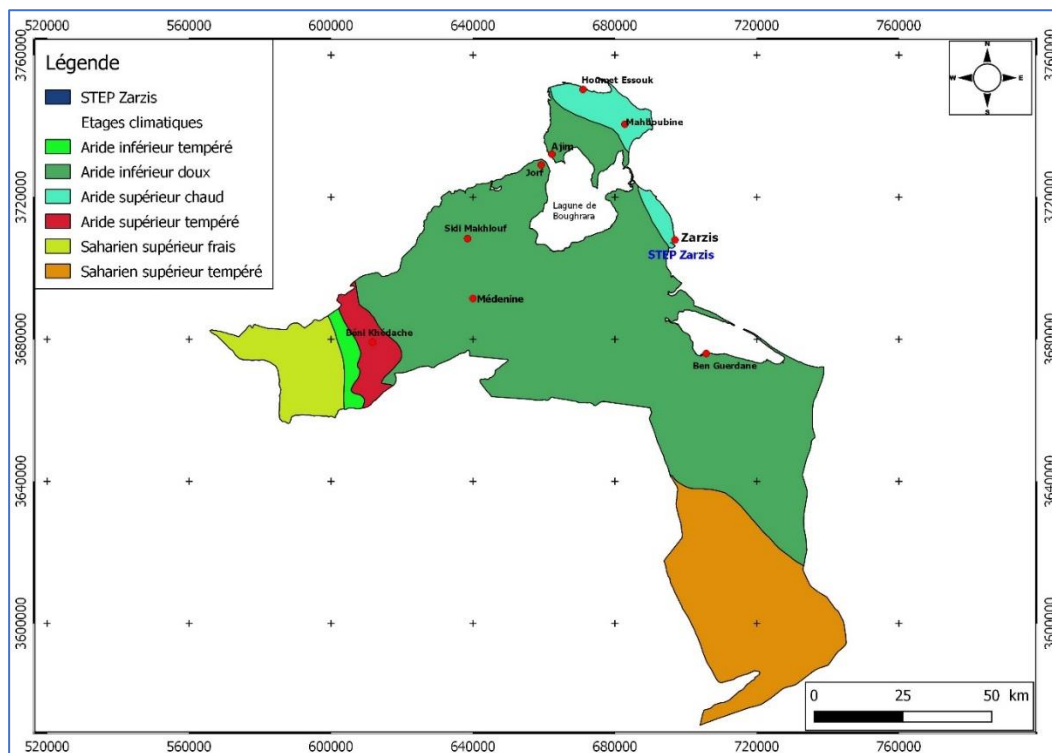 520000 560000 600000 640000 680000 720000 760000
3760000
3720000
3680000
3640000
3600000
Légende
STEP Zarzis
Etages climatiques
Aride inférieur tempéré
Aride inférieur doux
Aride supérieur chaud
Aride supérieur tempéré
Saharien supérieur frais
Saharien supérieur tempéré
N
W E
S
Houmet Essouk
Mahboubine
Ajim
Jorf
Lagune de
Boughrara
Sidi Makhlouf
Zarzis
STEP Zarzis
Médenine
Béni Khédache
Ben Guerdane
3760000
3720000
3680000
3640000
3600000
0 25 50 km
520000 560000 600000 640000 680000 720000 760000